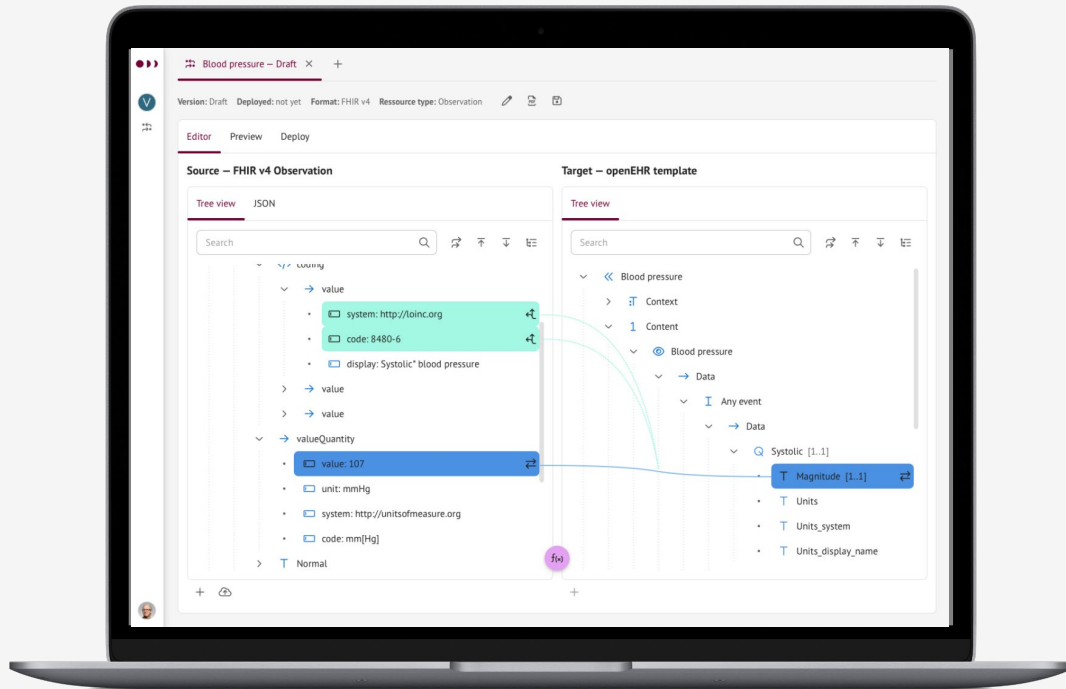 Blood pressure — Draft
Version: Draft Deployed: not yet Format: FHIR v4 Ressource type: Observation
V
Editor Preview Deploy
Source — FHIR v4 Observation
Tree view JSON
Search
coding
value
system: http://loinc.org
code: 8480-6
display: Systolic* blood pressure
value
value
valueQuantity
value: 107
unit: mmHg
system: http://unitsofmeasure.org
code: mm[Hg]
T Normal
f(x)
Target — openEHR template
Tree view
Search
Blood pressure
:T Context
1 Content
Blood pressure
Data
I Any event
Data
Q Systolic [1..1]
T Magnitude [1..1]
T Units
T Units_system
T Units_display_name